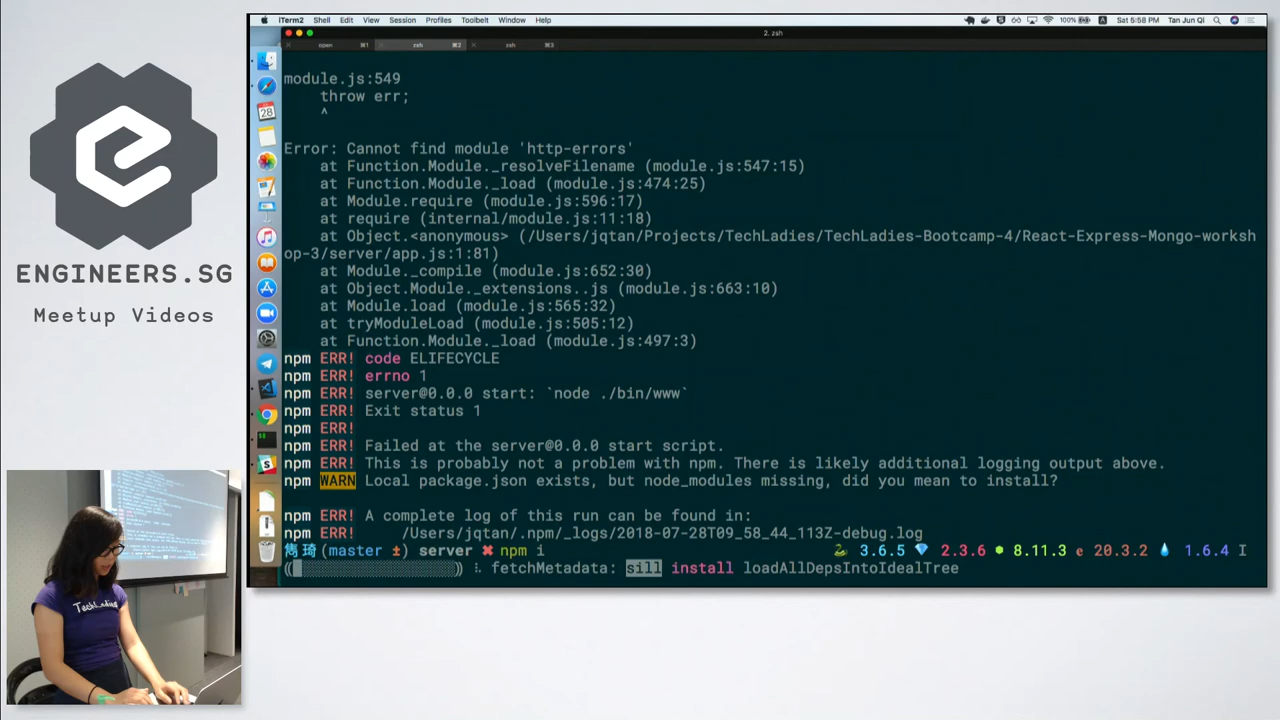 iTerm2 Shell Edit View Session Profiles Toolbelt Window Help 100% A Sat 5:58 PM Tan Jun Qi
2. zsh
open ⌘1 zsh ⌘2 zsh ⌘3
28
module.js:549
throw err;
^
Error: Cannot find module 'http-errors'
at Function.Module._resolveFilename (module.js:547:15)
at Function.Module._load (module.js:474:25)
at Module.require (module.js:596:17)
at require (internal/module.js:11:18)
at Object.<anonymous> (/Users/jqtan/Projects/TechLadies/TechLadies-Bootcamp-4/React-Express-Mongo-worksh
op-3/server/app.js:1:81)
at Module._compile (module.js:652:30)
at Object.Module._extensions..js (module.js:663:10)
at Module.load (module.js:565:32)
at tryModuleLoad (module.js:505:12)
at Function.Module._load (module.js:497:3)
npm ERR! code ELIFECYCLE
npm ERR! errno 1
npm ERR! server@0.0.0 start: `node ./bin/www`
npm ERR! Exit status 1
npm ERR!
npm ERR! Failed at the server@0.0.0 start script.
npm ERR! This is probably not a problem with npm. There is likely additional logging output above.
npm WARN Local package.json exists, but node_modules missing, did you mean to install?
npm ERR! A complete log of this run can be found in:
npm ERR! /Users/jqtan/.npm/_logs/2018-07-28T09_58_44_113Z-debug.log
雋琦(master ±) server ✖ npm i 3.6.5 2.3.6 8.11.3 e 20.3.2 1.6.4
fetchMetadata: sill install loadAllDepsIntoIdealTree
ENGINEERS.SG
Meetup Videos
TechLadies